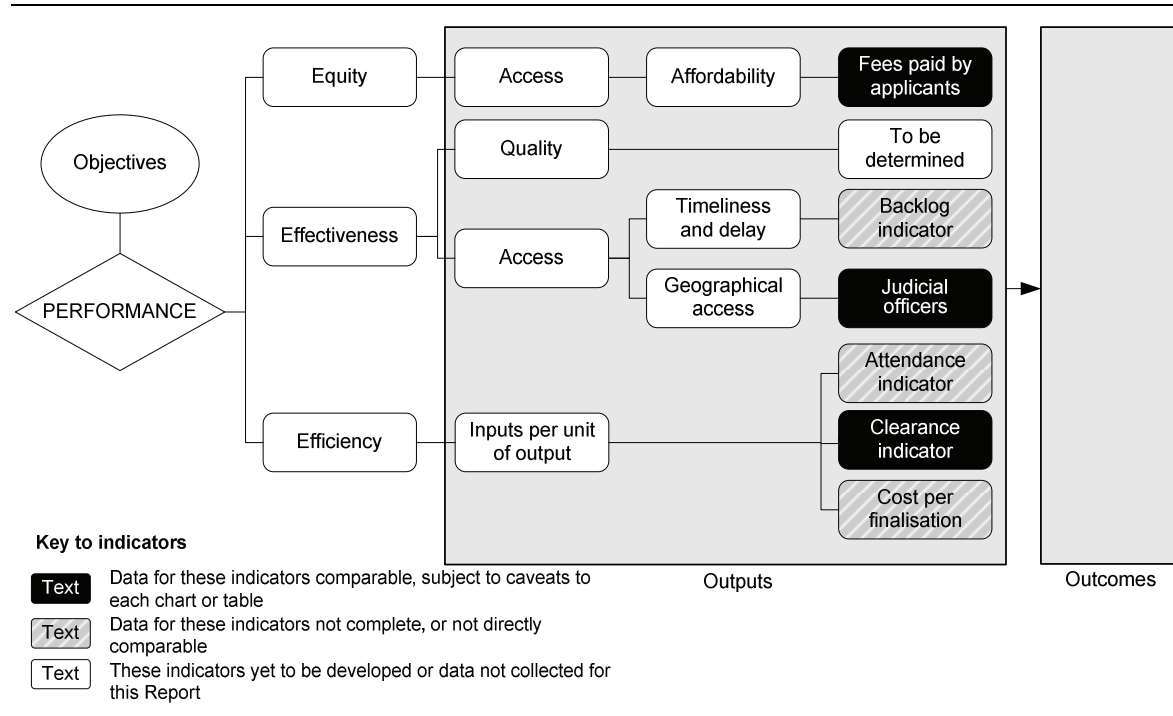 Objectives
PERFORMANCE
Equity
Access
Affordability
Fees paid by
applicants
Quality
To be
determined
Effectiveness
Access
Timeliness
and delay
Backlog
indicator
Geographical
access
Judicial
officers
Efficiency
Inputs per unit
of output
Attendance
indicator
Clearance
indicator
Cost per
finalisation
Outputs
Outcomes
Key to indicators
Text
Data for these indicators comparable, subject to caveats to
each chart or table
Text
Data for these indicators not complete, or not directly
comparable
Text
These indicators yet to be developed or data not collected for
this Report